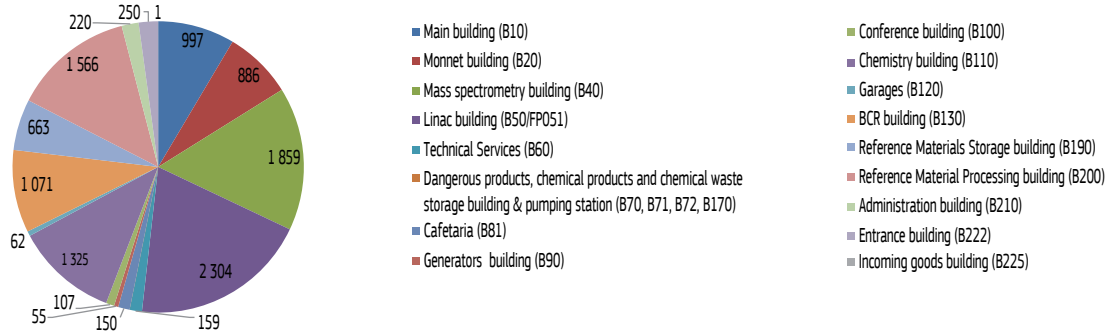 220
250
1
997
886
1 566
663
1 859
1 071
62
1 325
2 304
107
55
150
159
Main building (B10)
Monnet building (B20)
Mass spectrometry building (B40)
Linac building (B50/FP051)
Technical Services (B60)
Dangerous products, chemical products and chemical waste
storage building & pumping station (B70, B71, B72, B170)
Cafetaria (B81)
Generators building (B90)
Conference building (B100)
Chemistry building (B110)
Garages (B120)
BCR building (B130)
Reference Materials Storage building (B190)
Reference Material Processing building (B200)
Administration building (B210)
Entrance building (B222)
Incoming goods building (B225)